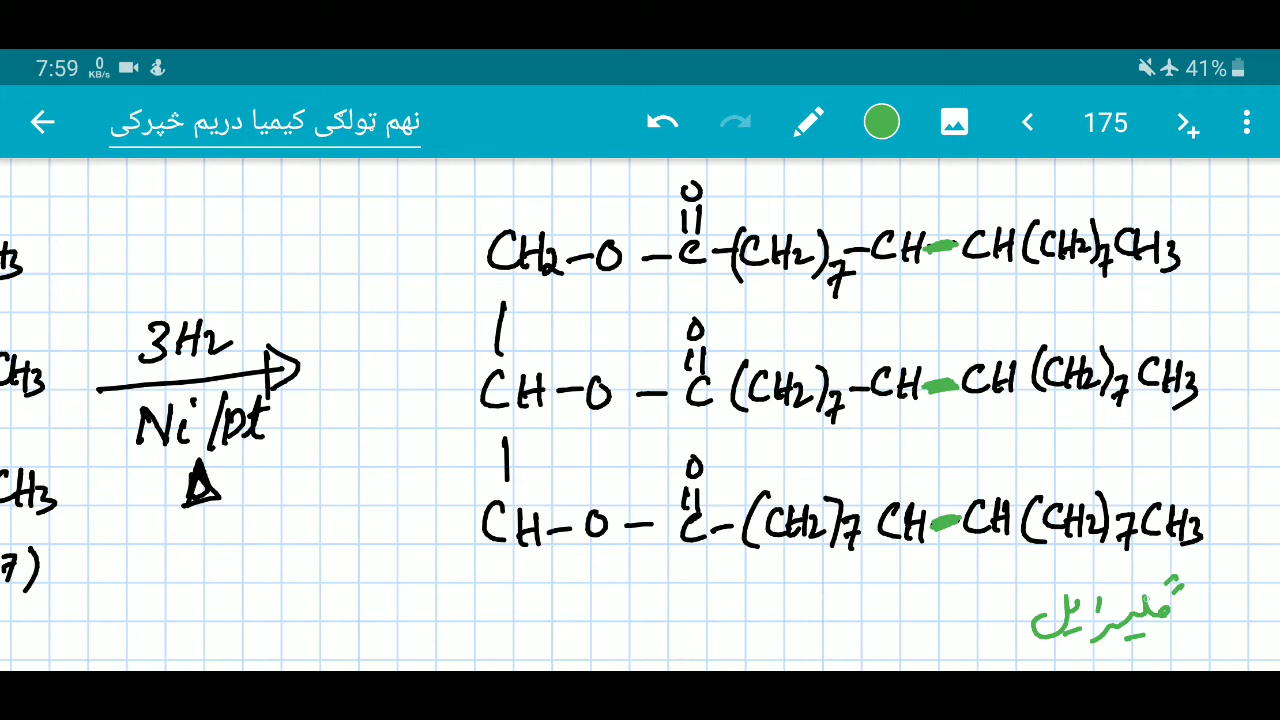 7:59 0 KB/s 41%
نهم ټولګی کیمیا دریم څپرکی 175
O
CH2-O-C-(CH2)7-CH-CH(CH2)7CH3
3H2
Ni/pt
Δ
CH3
O
CH-O-C(CH2)7-CH-CH(CH2)7CH3
CH3
O
CH-O-C-(CH2)7CH-CH(CH2)7CH3
7)